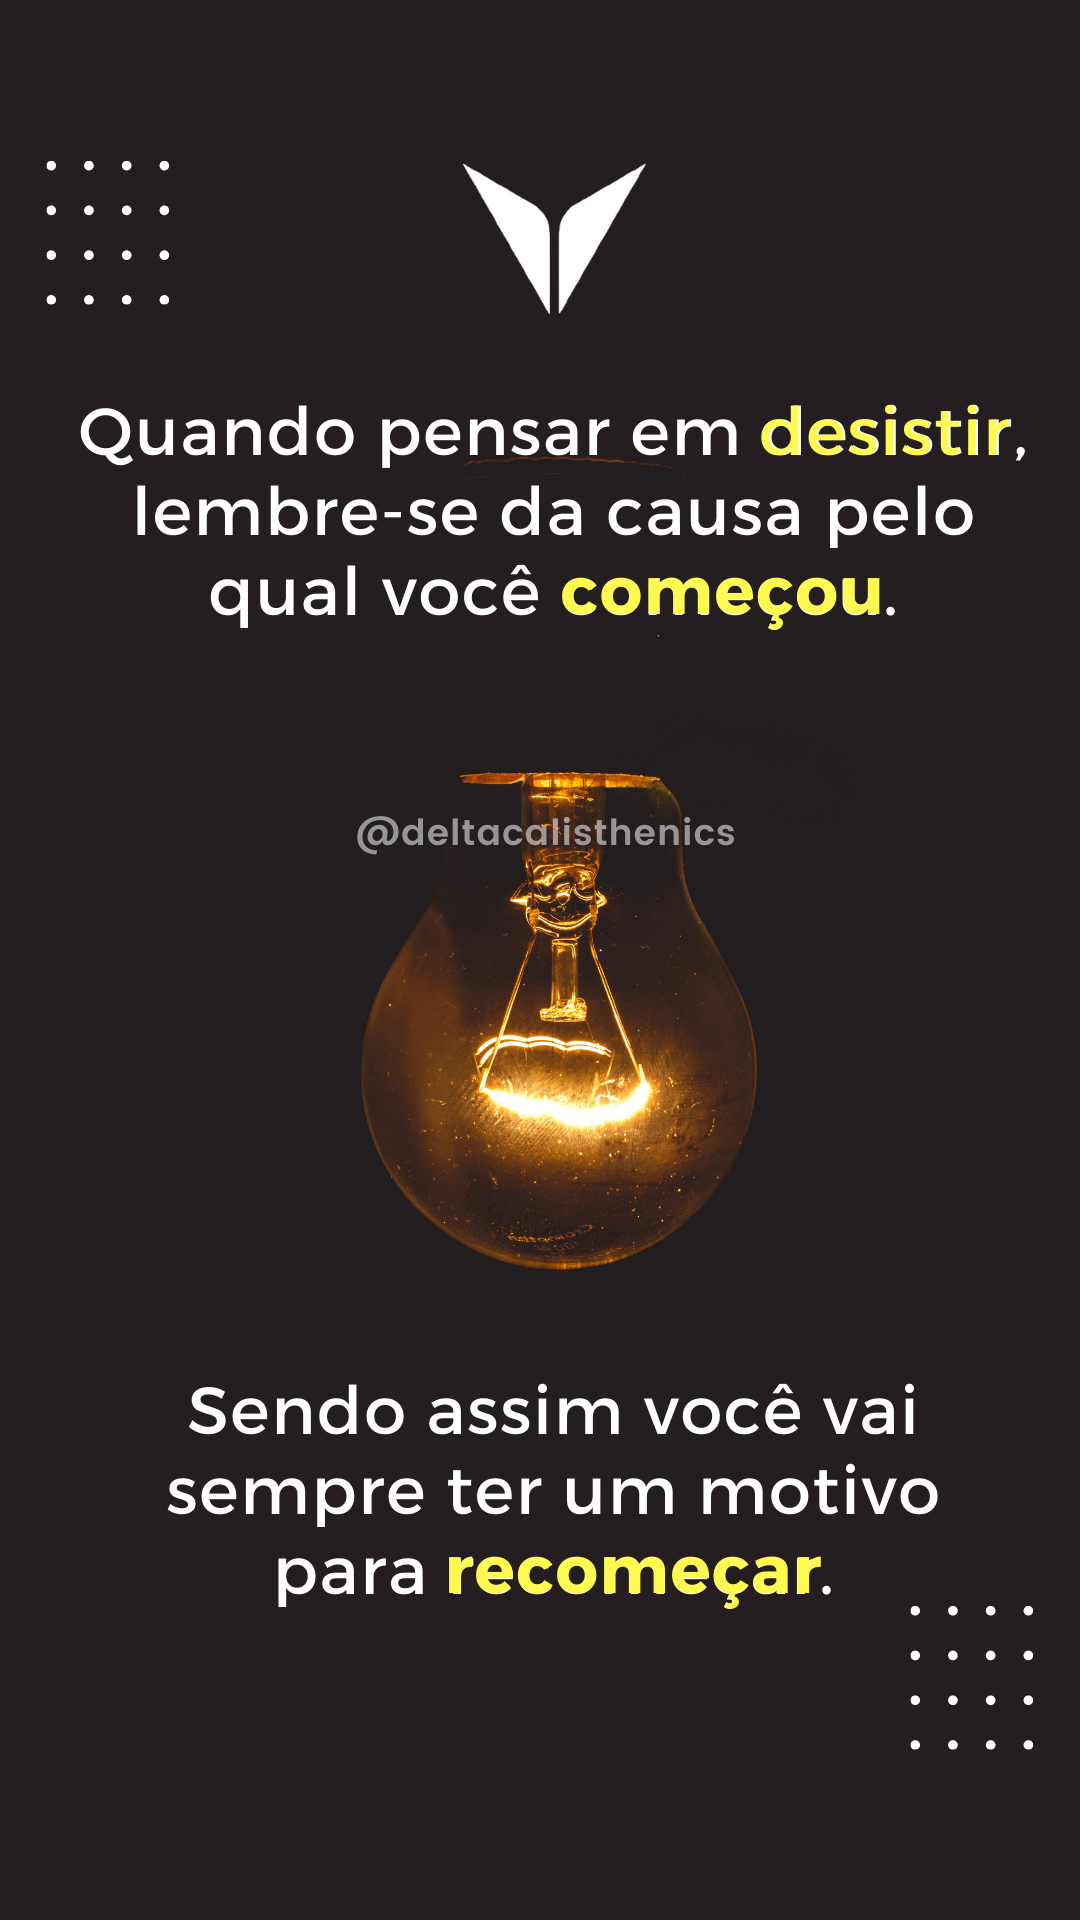 Quando pensar em desistir,
lembre-se da causa pelo
qual você começou.
@deltacalisthenics
Sendo assim você vai
sempre ter um motivo
para recomeçar.